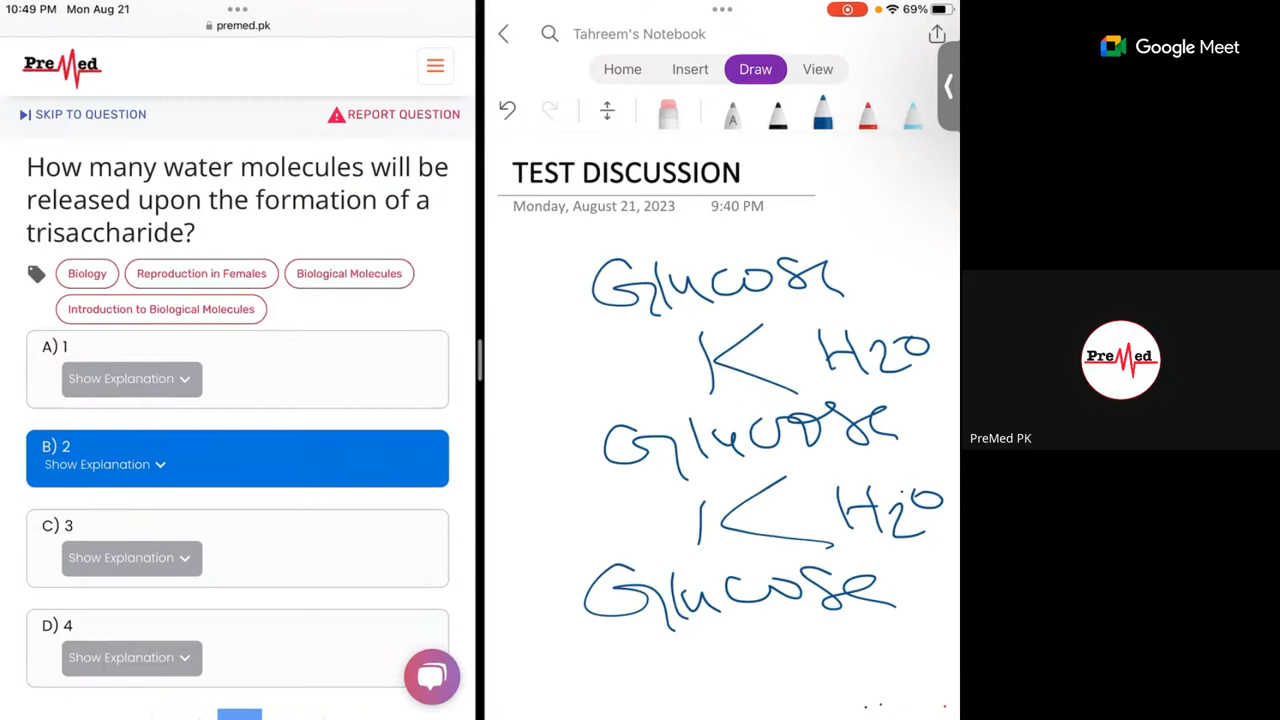 10:49 PM Mon Aug 21
premed.pk
PreMed
SKIP TO QUESTION
REPORT QUESTION
How many water molecules will be
released upon the formation of a
trisaccharide?
Biology
Reproduction in Females
Biological Molecules
Introduction to Biological Molecules
A) 1
Show Explanation
B) 2
Show Explanation
C) 3
Show Explanation
D) 4
Show Explanation
69%
Tahreem's Notebook
Home
Insert
Draw
View
A
TEST DISCUSSION
Monday, August 21, 2023 9:40 PM
Glucose
H2O
Glucose
H2O
Glucose
Google Meet
PreMed
PreMed PK